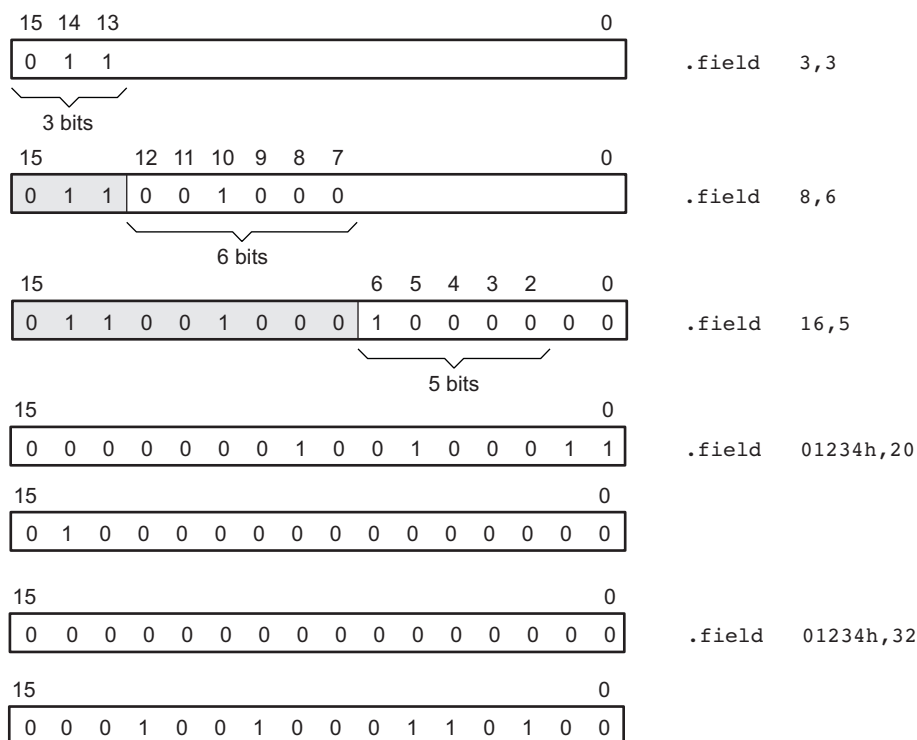 15 14 13 0
0 1 1 .field 3,3
3 bits
15 12 11 10 9 8 7 0
0 1 1 0 0 1 0 0 0 .field 8,6
6 bits
15 6 5 4 3 2 0
0 1 1 0 0 1 0 0 0 1 0 0 0 0 0 0 .field 16,5
5 bits
15 0
0 0 0 0 0 0 0 1 0 0 1 0 0 0 1 1 .field 01234h,20
15 0
0 1 0 0 0 0 0 0 0 0 0 0 0 0 0 0
15 0
0 0 0 0 0 0 0 0 0 0 0 0 0 0 0 0 .field 01234h,32
15 0
0 0 0 1 0 0 1 0 0 0 1 1 0 1 0 0